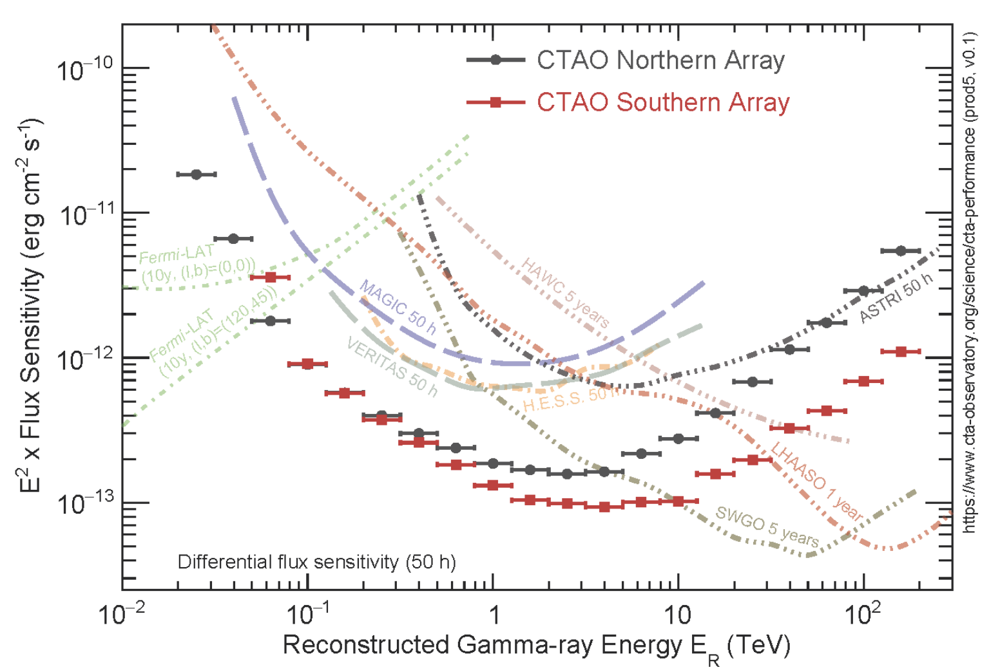 CTAO Northern Array
CTAO Southern Array
10⁻¹⁰
10⁻¹¹
10⁻¹²
10⁻¹³
E² x Flux Sensitivity (erg cm⁻² s⁻¹)
Fermi-LAT
(10y, (l,b)=(0,0))
Fermi-LAT
(10y, (l,b)=(120,45))
MAGIC 50 h
VERITAS 50 h
HAWC 5 years
H.E.S.S. 50 h
ASTRI 50 h
LHAASO 1 year
SWGO 5 years
Differential flux sensitivity (50 h)
10⁻² 10⁻¹ 1 10 10²
Reconstructed Gamma-ray Energy E_R (TeV)
https://www.cta-observatory.org/science/cta-performance (prod5, v0.1)